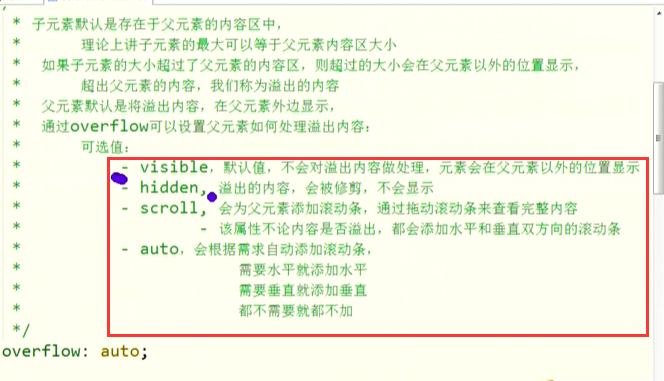 * 子元素默认是存在于父元素的内容区中，
* 理论上讲子元素的最大可以等于父元素内容区大小
* 如果子元素的大小超过了父元素的内容区，则超过的大小会在父元素以外的位置显示，
* 超出父元素的内容，我们称为溢出的内容
* 父元素默认是将溢出内容，在父元素外边显示，
* 通过overflow可以设置父元素如何处理溢出内容：
* 可选值：
* - visible，默认值，不会对溢出内容做处理，元素会在父元素以外的位置显示
* - hidden, 溢出的内容，会被修剪，不会显示
* - scroll, 会为父元素添加滚动条，通过拖动滚动条来查看完整内容
* - 该属性不论内容是否溢出，都会添加水平和垂直双方向的滚动条
* - auto，会根据需求自动添加滚动条，
* 需要水平就添加水平
* 需要垂直就添加垂直
* 都不需要就都不加
*/
overflow: auto;